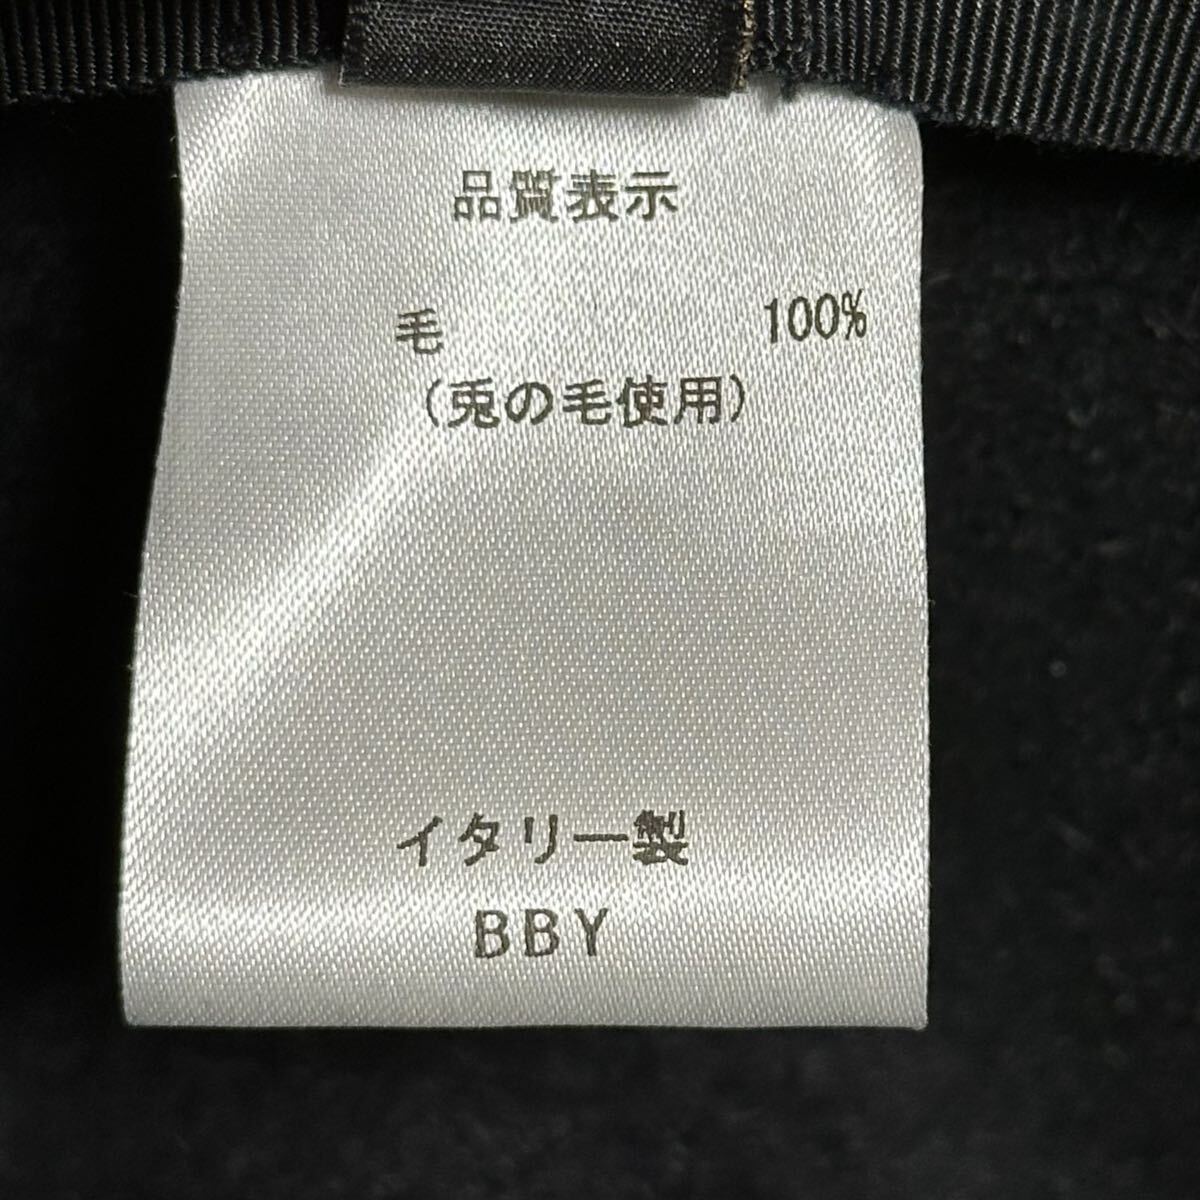 品質表示
毛 100%
（兎の毛使用）
イタリー製
BBY